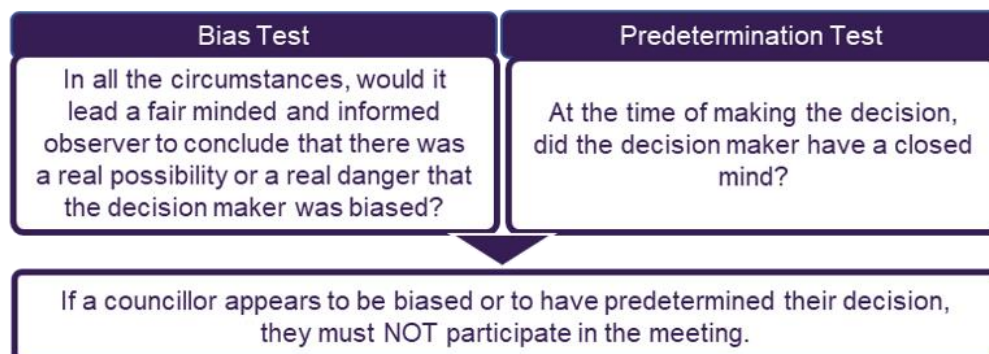 Bias Test
In all the circumstances, would it
lead a fair minded and informed
observer to conclude that there was
a real possibility or a real danger that
the decision maker was biased?
Predetermination Test
At the time of making the decision,
did the decision maker have a closed
mind?
If a councillor appears to be biased or to have predetermined their decision,
they must NOT participate in the meeting.